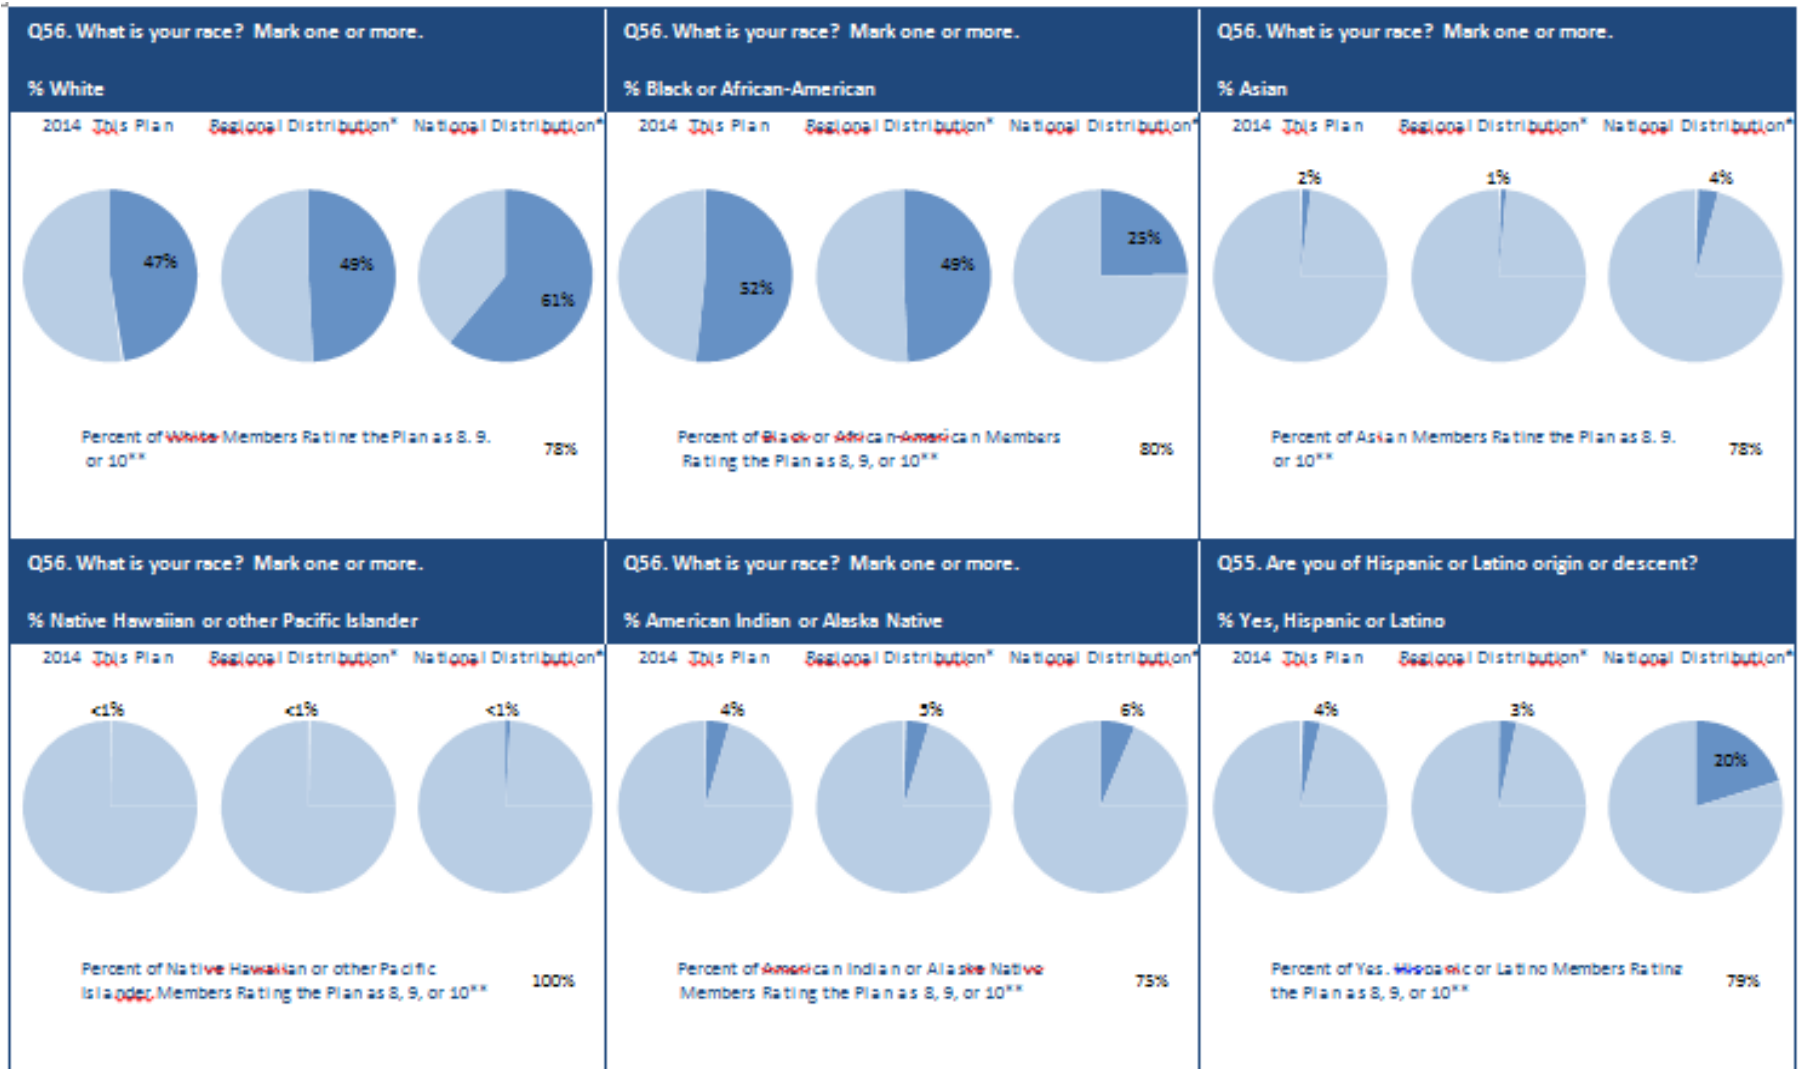 Q56. What is your race?  Mark one or more.
% White
2014 This Plan
Regional Distribution*
National Distribution*
47%
49%
61%
Percent of White Members Rating the Plan as 8. 9.
or 10**
78%
Q56. What is your race?  Mark one or more.
% Black or African-American
2014 This Plan
Regional Distribution*
National Distribution*
52%
49%
25%
Percent of Black or African-American Members
Rating the Plan as 8, 9, or 10**
80%
Q56. What is your race?  Mark one or more.
% Asian
2014 This Plan
Regional Distribution*
National Distribution*
2%
1%
4%
Percent of Asian Members Rating the Plan as 8. 9.
or 10**
78%
Q56. What is your race?  Mark one or more.
% Native Hawaiian or other Pacific Islander
2014 This Plan
Regional Distribution*
National Distribution*
<1%
<1%
<1%
Percent of Native Hawaiian or other Pacific
Islander Members Rating the Plan as 8, 9, or 10**
100%
Q56. What is your race?  Mark one or more.
% American Indian or Alaska Native
2014 This Plan
Regional Distribution*
National Distribution*
4%
5%
6%
Percent of American Indian or Alaska Native
Members Rating the Plan as 8, 9, or 10**
75%
Q55. Are you of Hispanic or Latino origin or descent?
% Yes, Hispanic or Latino
2014 This Plan
Regional Distribution*
National Distribution*
4%
3%
20%
Percent of Yes. Hispanic or Latino Members Rating
the Plan as 8, 9, or 10**
79%